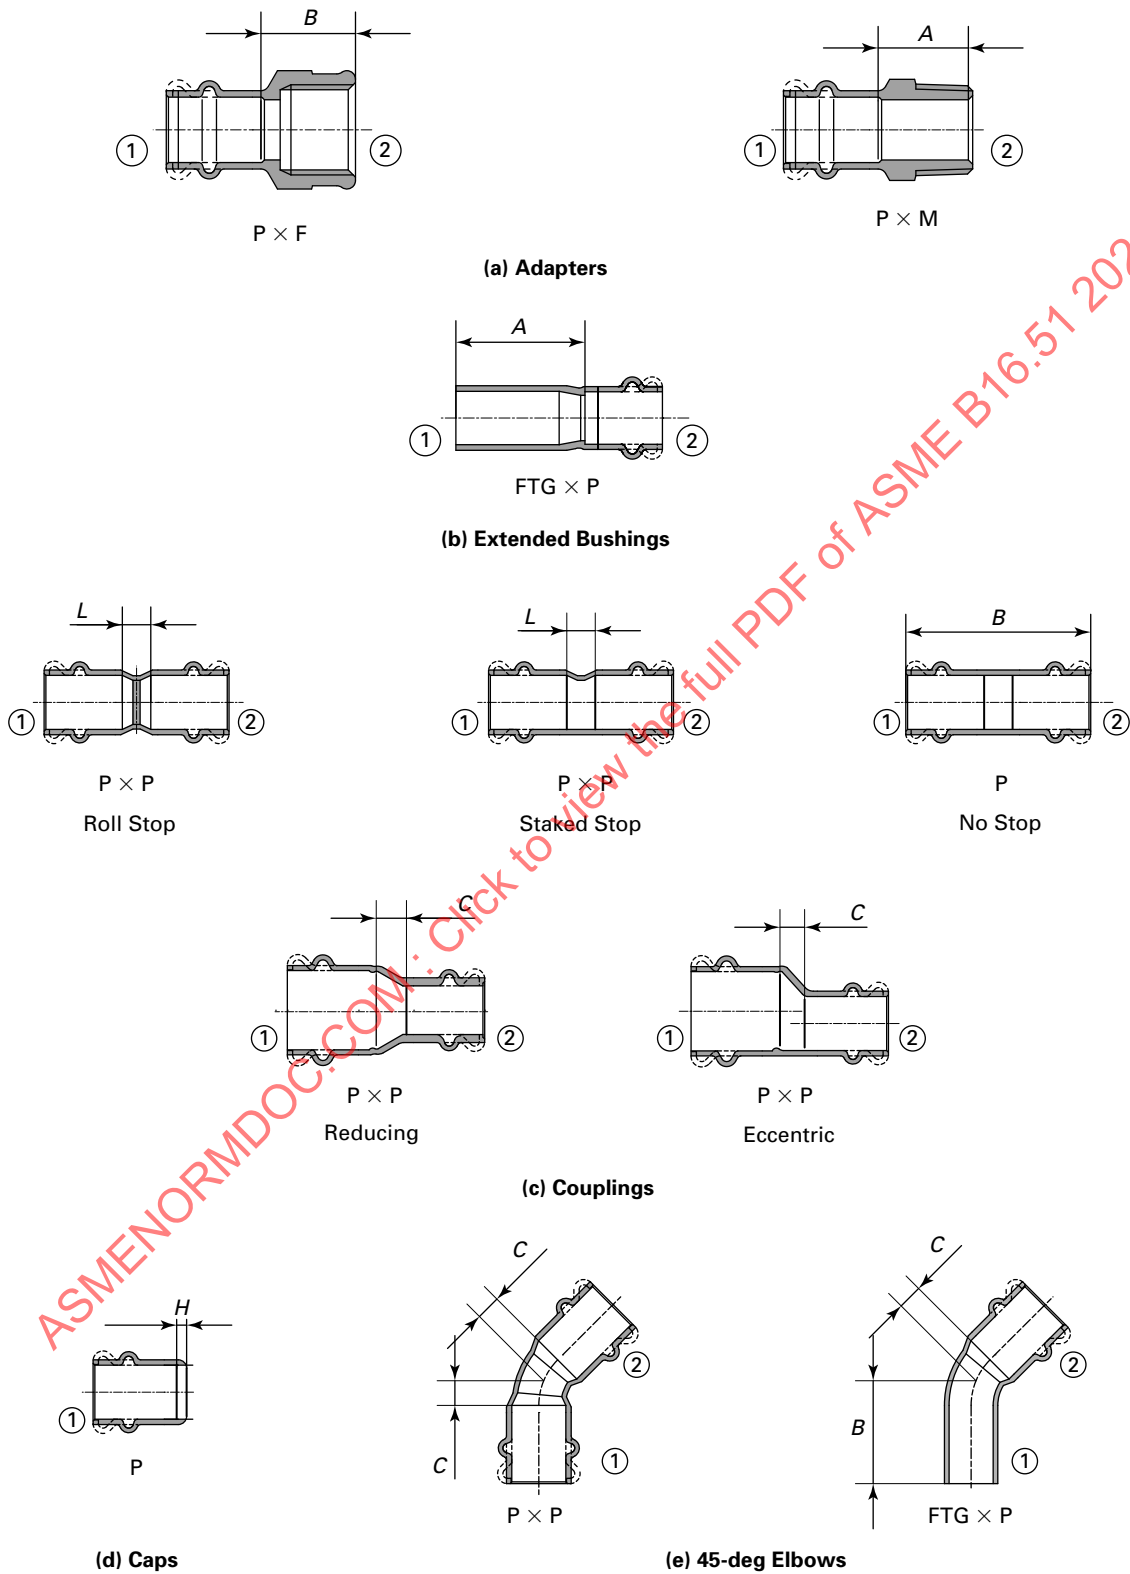 B
A
1
2
1
2
P × F
P × M
(a) Adapters
A
1
2
FTG × P
(b) Extended Bushings
L
L
B
1
2
1
2
1
2
P × P
P × P
P
Roll Stop
Staked Stop
No Stop
C
C
1
2
1
2
P × P
P × P
Reducing
Eccentric
(c) Couplings
C
C
H
2
2
1
B
P
C
1
1
P × P
FTG × P
(d) Caps
(e) 45-deg Elbows
ASMENORMDOC.COM : Click to view the full PDF of ASME B16.51 202